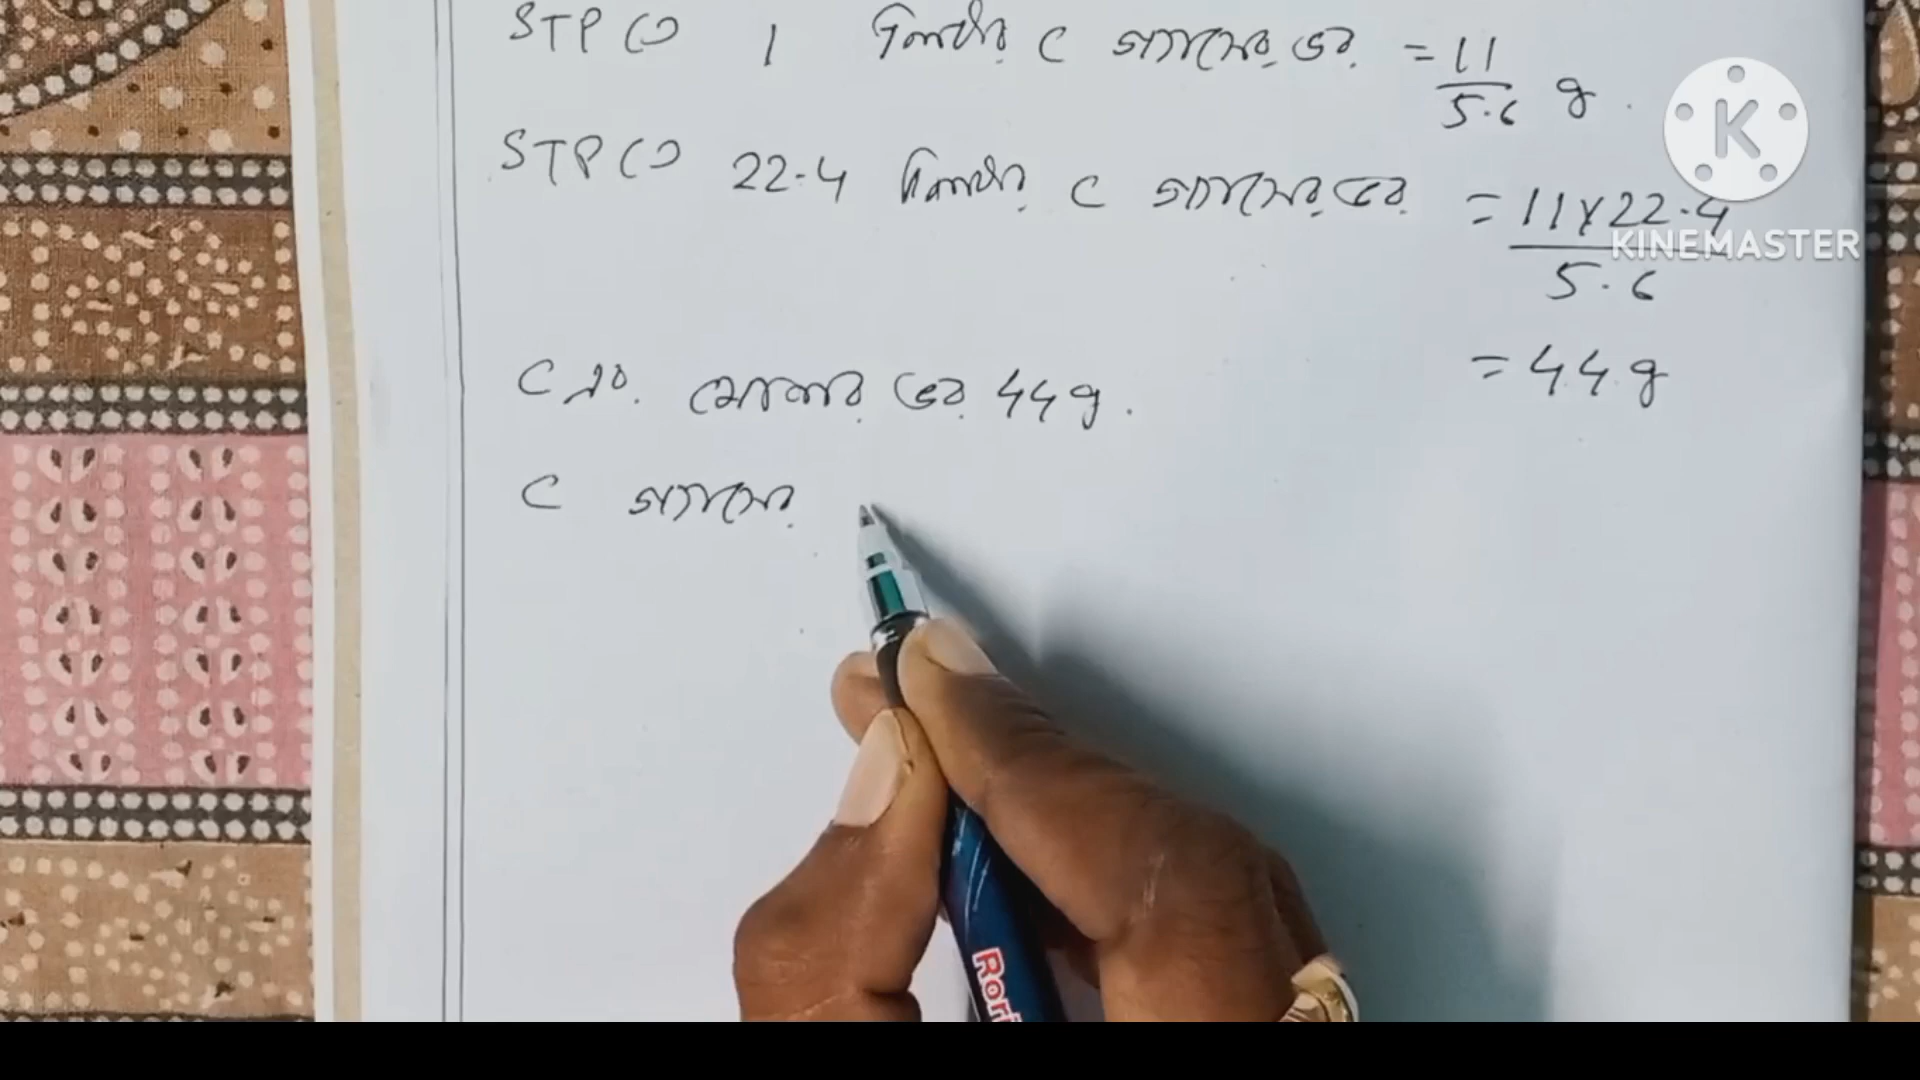 STP তে 1 লিটার C গ্যাসের ভর = 11/5.6 g.
STP তে 22.4 লিটার C গ্যাসের ভর = 11×22.4/5.6
= 44 g
C এর মোলার ভর 44g.
C গ্যাসের
K
KINEMASTER